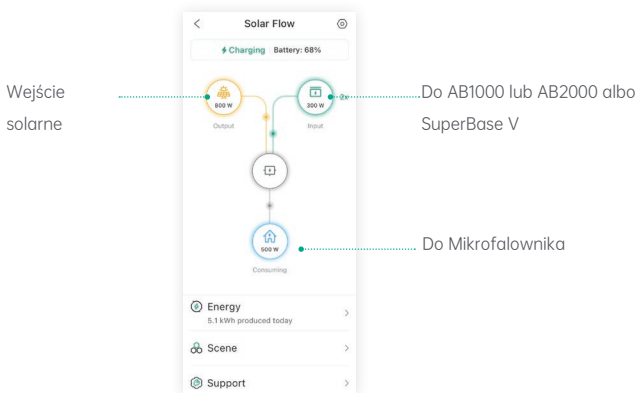 Solar Flow
Charging Battery: 68%
Wejście
solarne
800 W
Output
300 W
2x
Input
Do AB1000 lub AB2000 albo
SuperBase V
500 W
Consuming
Do Mikrofalownika
Energy
5.1 kWh produced today
Scene
Support